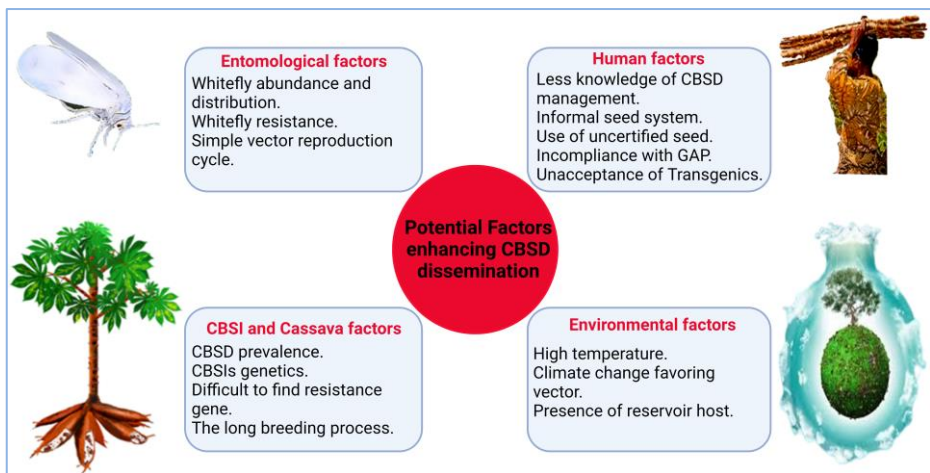 Entomological factors
Whitefly abundance and
distribution.
Whitefly resistance.
Simple vector reproduction
cycle.
Human factors
Less knowledge of CBSD
management.
Informal seed system.
Use of uncertified seed.
Incompliance with GAP.
Unacceptance of Transgenics.
Potential Factors
enhancing CBSD
dissemination
CBSI and Cassava factors
CBSD prevalence.
CBSIs genetics.
Difficult to find resistance
gene.
The long breeding process.
Environmental factors
High temperature.
Climate change favoring
vector.
Presence of reservoir host.